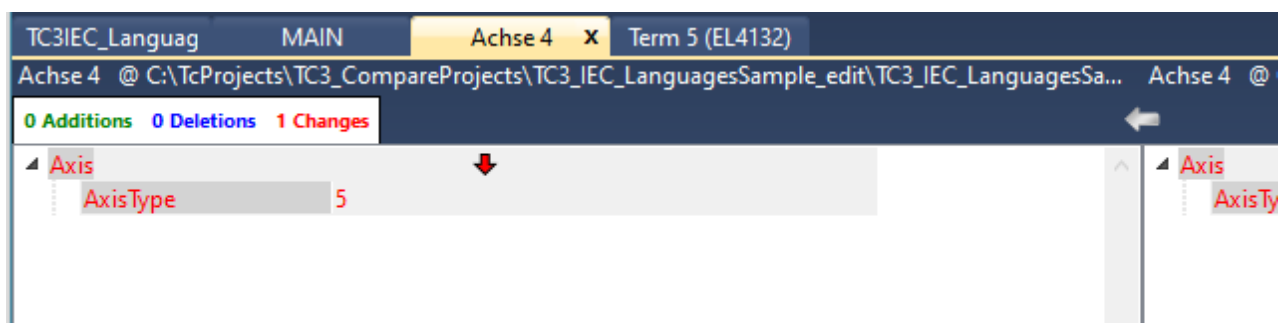 TC3IEC_Languag MAIN Achse 4 x Term 5 (EL4132)
Achse 4 @ C:\TcProjects\TC3_CompareProjects\TC3_IEC_LanguagesSample_edit\TC3_IEC_LanguagesSa... Achse 4 @
0 Additions 0 Deletions 1 Changes
Axis Axis
AxisType 5 AxisTy